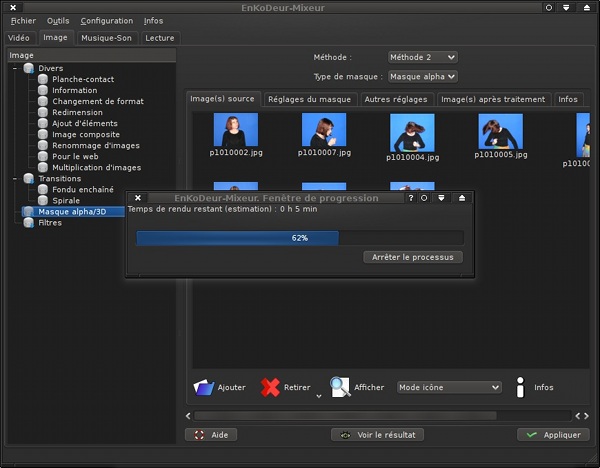 EnKoDeur-Mixeur
Fichier Outils Configuration Infos
Vidéo Image Musique-Son Lecture
Image
Divers
Planche-contact
Information
Changement de format
Redimension
Ajout d'éléments
Image composite
Renommage d'images
Pour le web
Multiplication d'images
Transitions
Fondu enchaîné
Spirale
Masque alpha/3D
Filtres
Méthode : Méthode 2
Type de masque : Masque alpha
Image(s) source Réglages du masque Autres réglages Image(s) après traitement Infos
p1010002.jpg p1010007.jpg p1010004.jpg p1010005.jpg
EnKoDeur-Mixeur. Fenêtre de progression
Temps de rendu restant (estimation) : 0 h 5 min
62%
Arrêter le processus
Ajouter Retirer Afficher Mode icône Infos
Aide Voir le résultat Appliquer